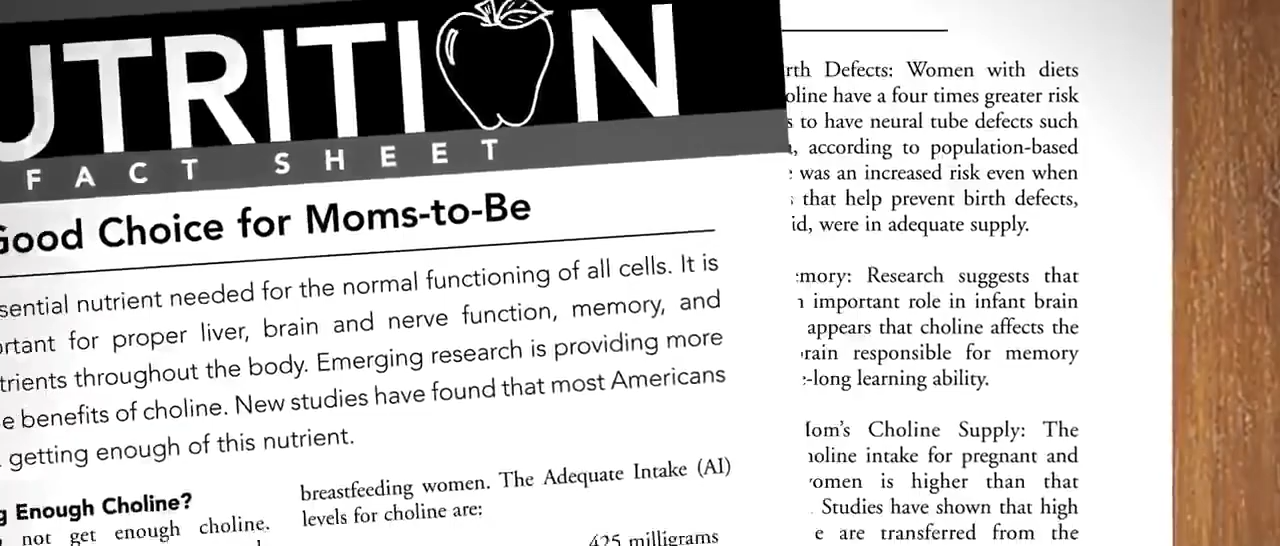 UTRITION
FACT SHEET
Good Choice for Moms-to-Be
sential nutrient needed for the normal functioning of all cells. It is
rtant for proper liver, brain and nerve function, memory, and
trients throughout the body. Emerging research is providing more
e benefits of choline. New studies have found that most Americans
getting enough of this nutrient.
g Enough Choline?
not get enough choline.
breastfeeding women. The Adequate Intake (AI)
levels for choline are:
425 milligrams
rth Defects: Women with diets
oline have a four times greater risk
s to have neural tube defects such
, according to population-based
was an increased risk even when
that help prevent birth defects,
id, were in adequate supply.
mory: Research suggests that
important role in infant brain
appears that choline affects the
rain responsible for memory
-long learning ability.
om's Choline Supply: The
oline intake for pregnant and
omen is higher than that
Studies have shown that high
e are transferred from the